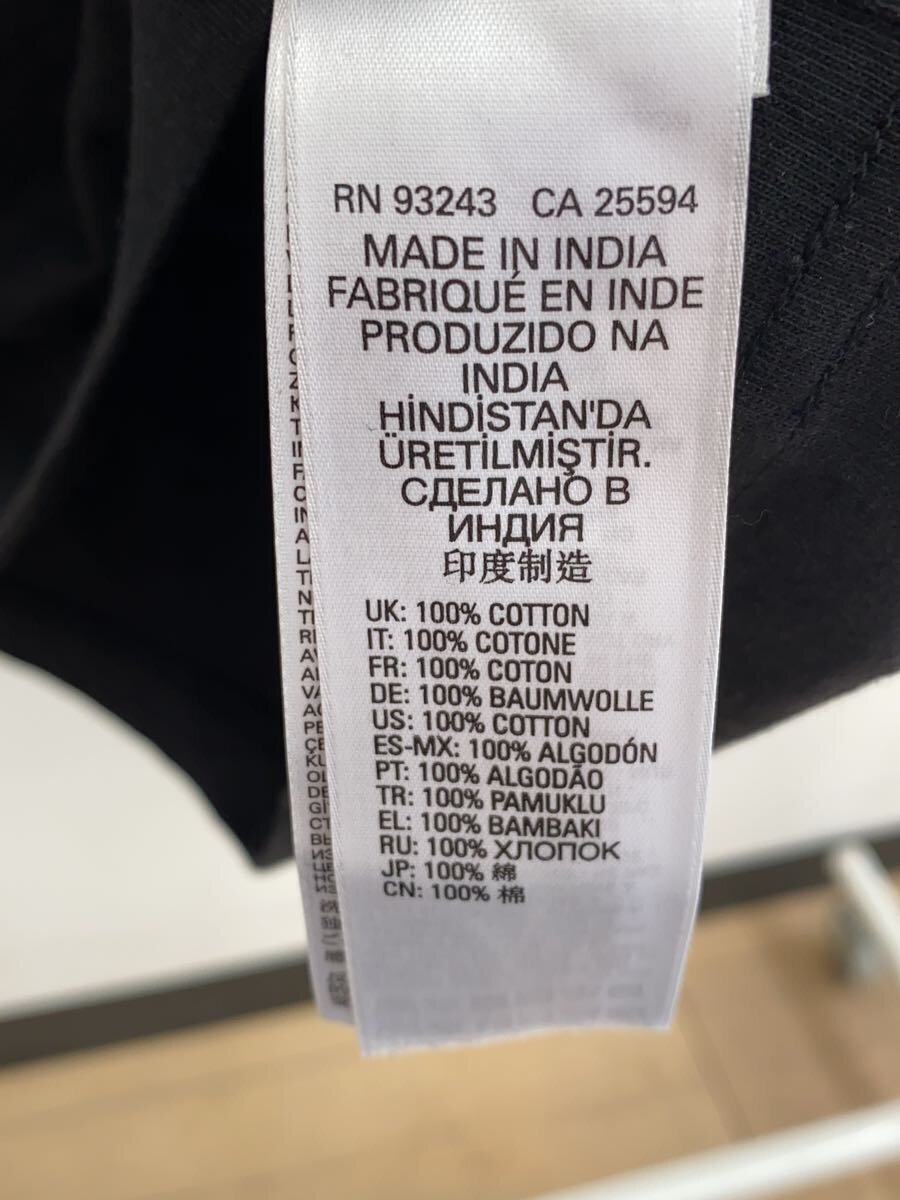 RN 93243 CA 25594
MADE IN INDIA
FABRIQUÉ EN INDE
PRODUZIDO NA
INDIA
HİNDİSTAN'DA
ÜRETİLMİŞTİR.
СДЕЛАНО В
ИНДИЯ
印度制造
UK: 100% COTTON
IT: 100% COTONE
FR: 100% COTON
DE: 100% BAUMWOLLE
US: 100% COTTON
ES-MX: 100% ALGODÓN
PT: 100% ALGODÃO
TR: 100% PAMUKLU
EL: 100% BAMBAKI
RU: 100% ХЛОПОК
JP: 100% 綿
CN: 100% 棉